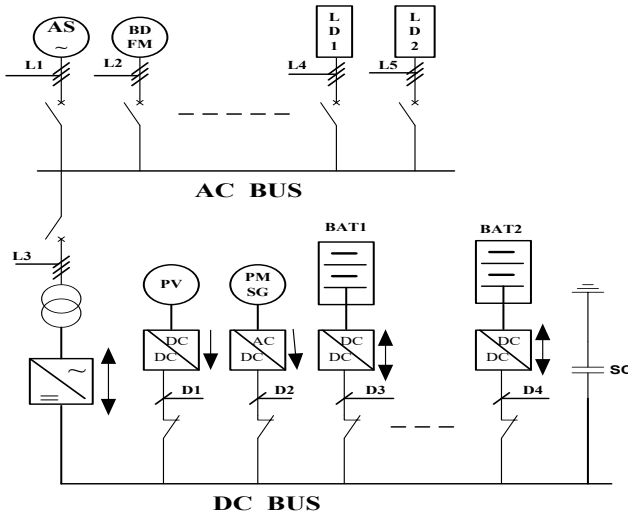 AS
~
BD
FM
L
D
1
L
D
2
L1
L2
L4
L5
AC BUS
L3
BAT1
BAT2
PV
PM
SG
DC
DC
AC
DC
DC
DC
DC
DC
~
D1
D2
D3
D4
SC
DC BUS